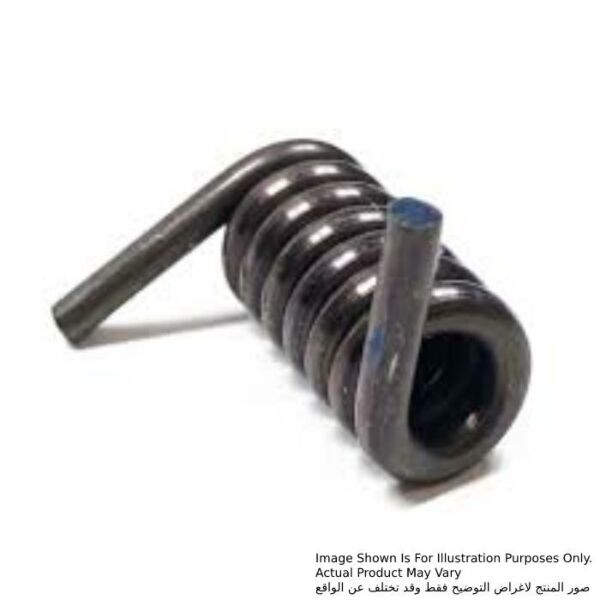 Image Shown Is For Illustration Purposes Only.
Actual Product May Vary
صور المنتج لاغراض التوضيح فقط وقد تختلف عن الواقع